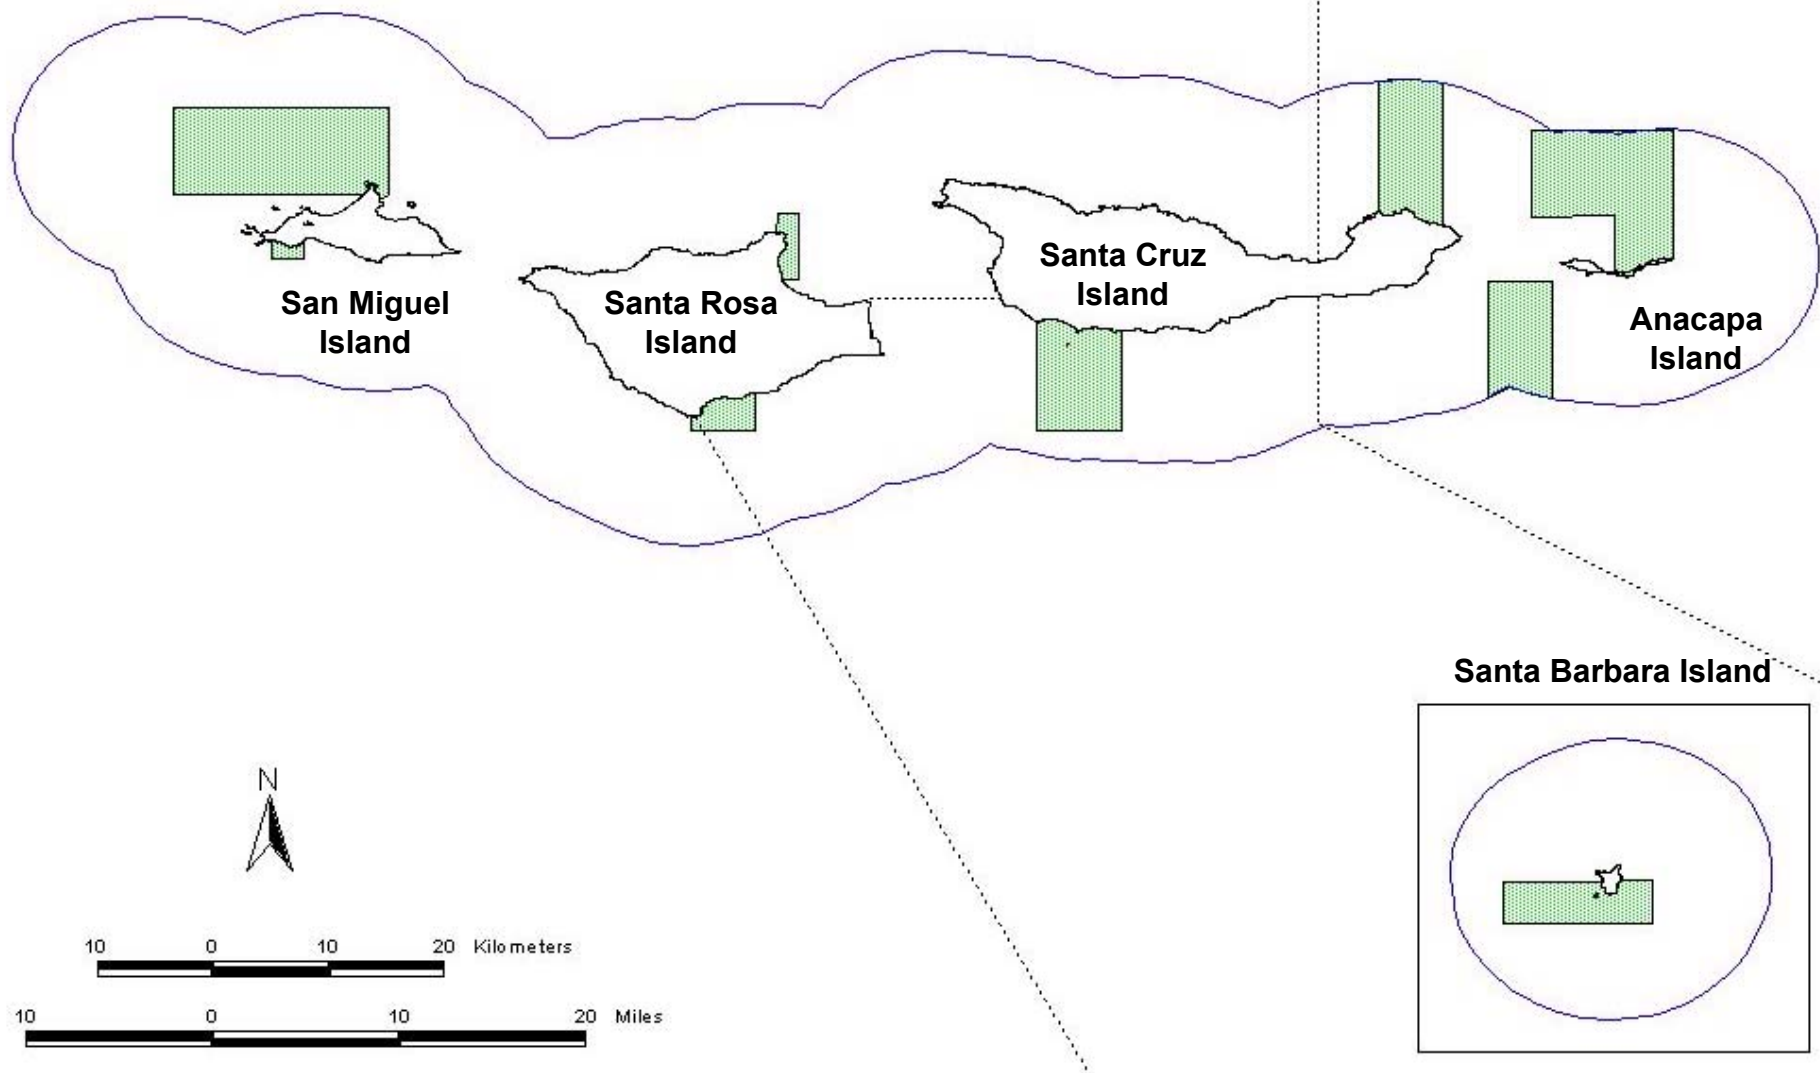 Santa Cruz
Island
San Miguel
Island
Santa Rosa
Island
Anacapa
Island
Santa Barbara Island
N
10 0 10 20 Kilometers
10 0 10 20 Miles